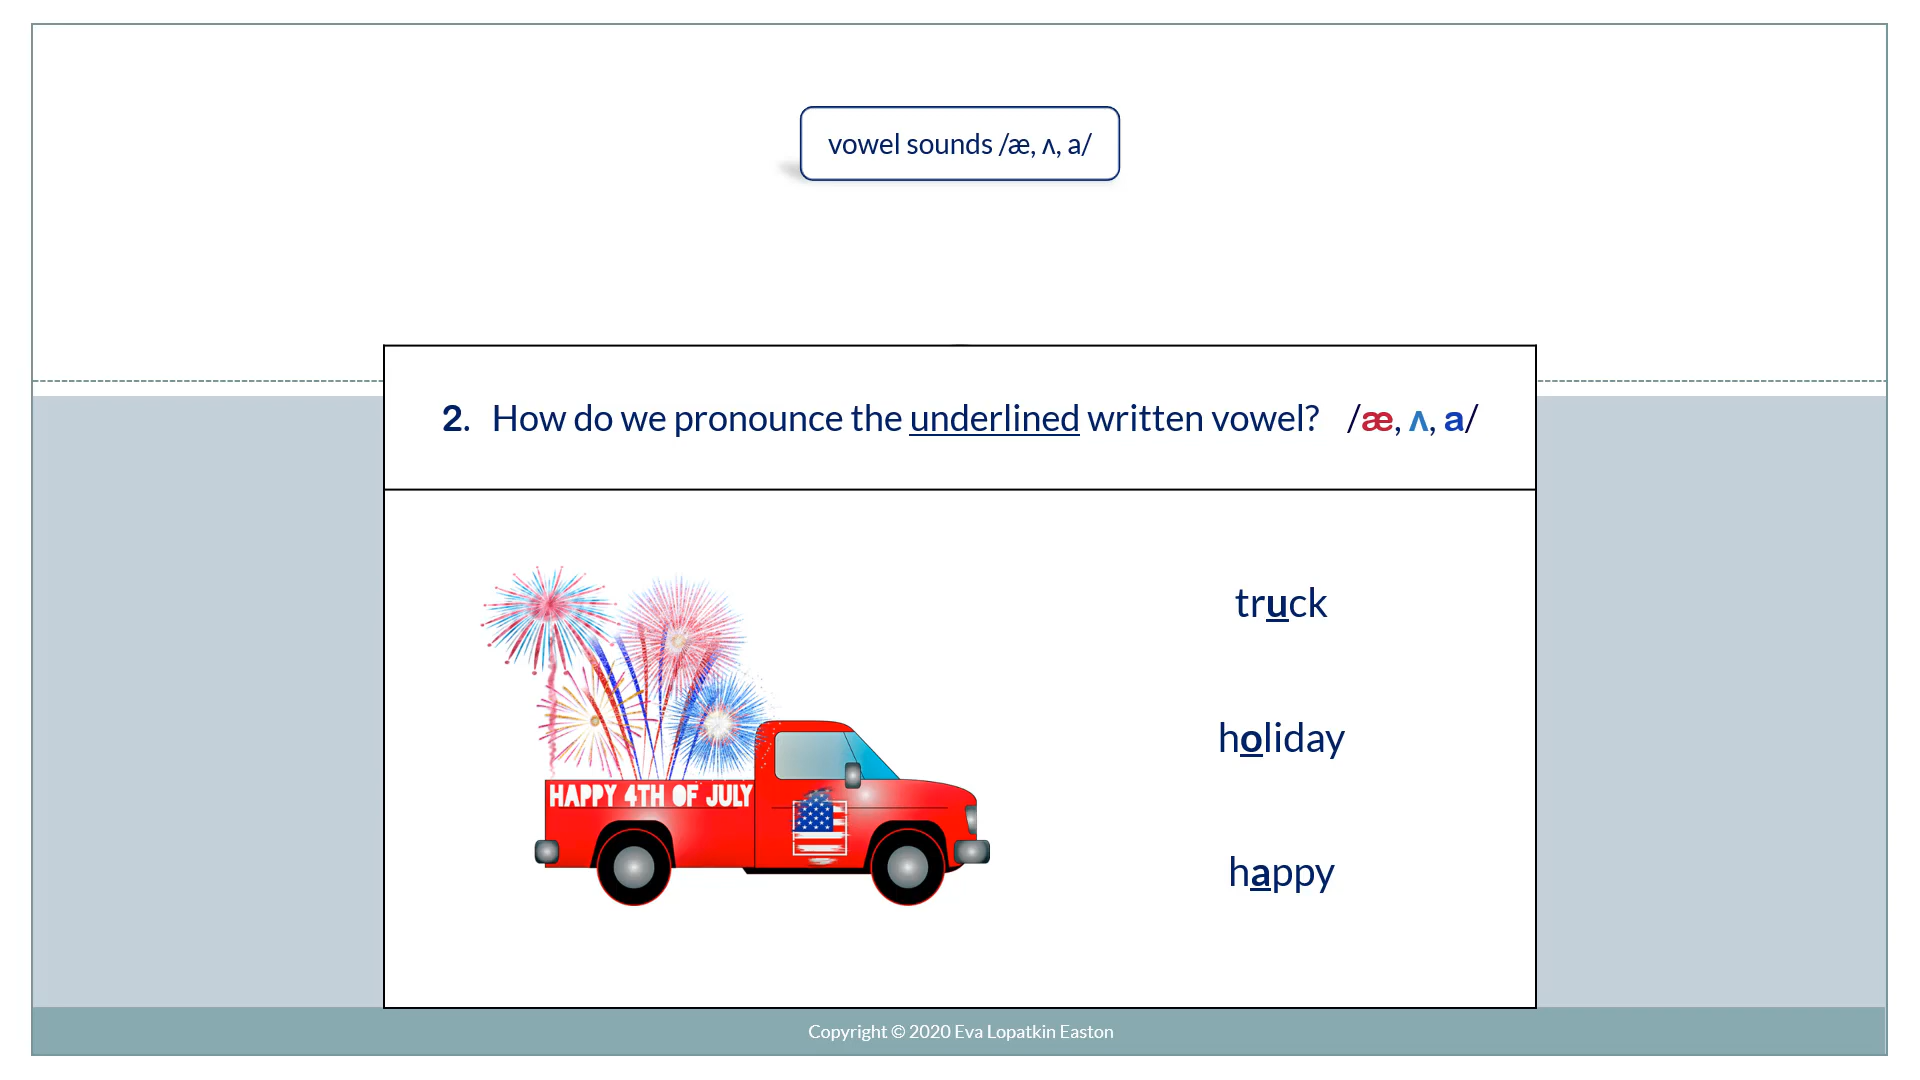 vowel sounds /æ, ʌ, a/
2. How do we pronounce the underlined written vowel? /æ, ʌ, a/
truck
holiday
happy
HAPPY 4TH OF JULY
Copyright © 2020 Eva Lopatkin Easton